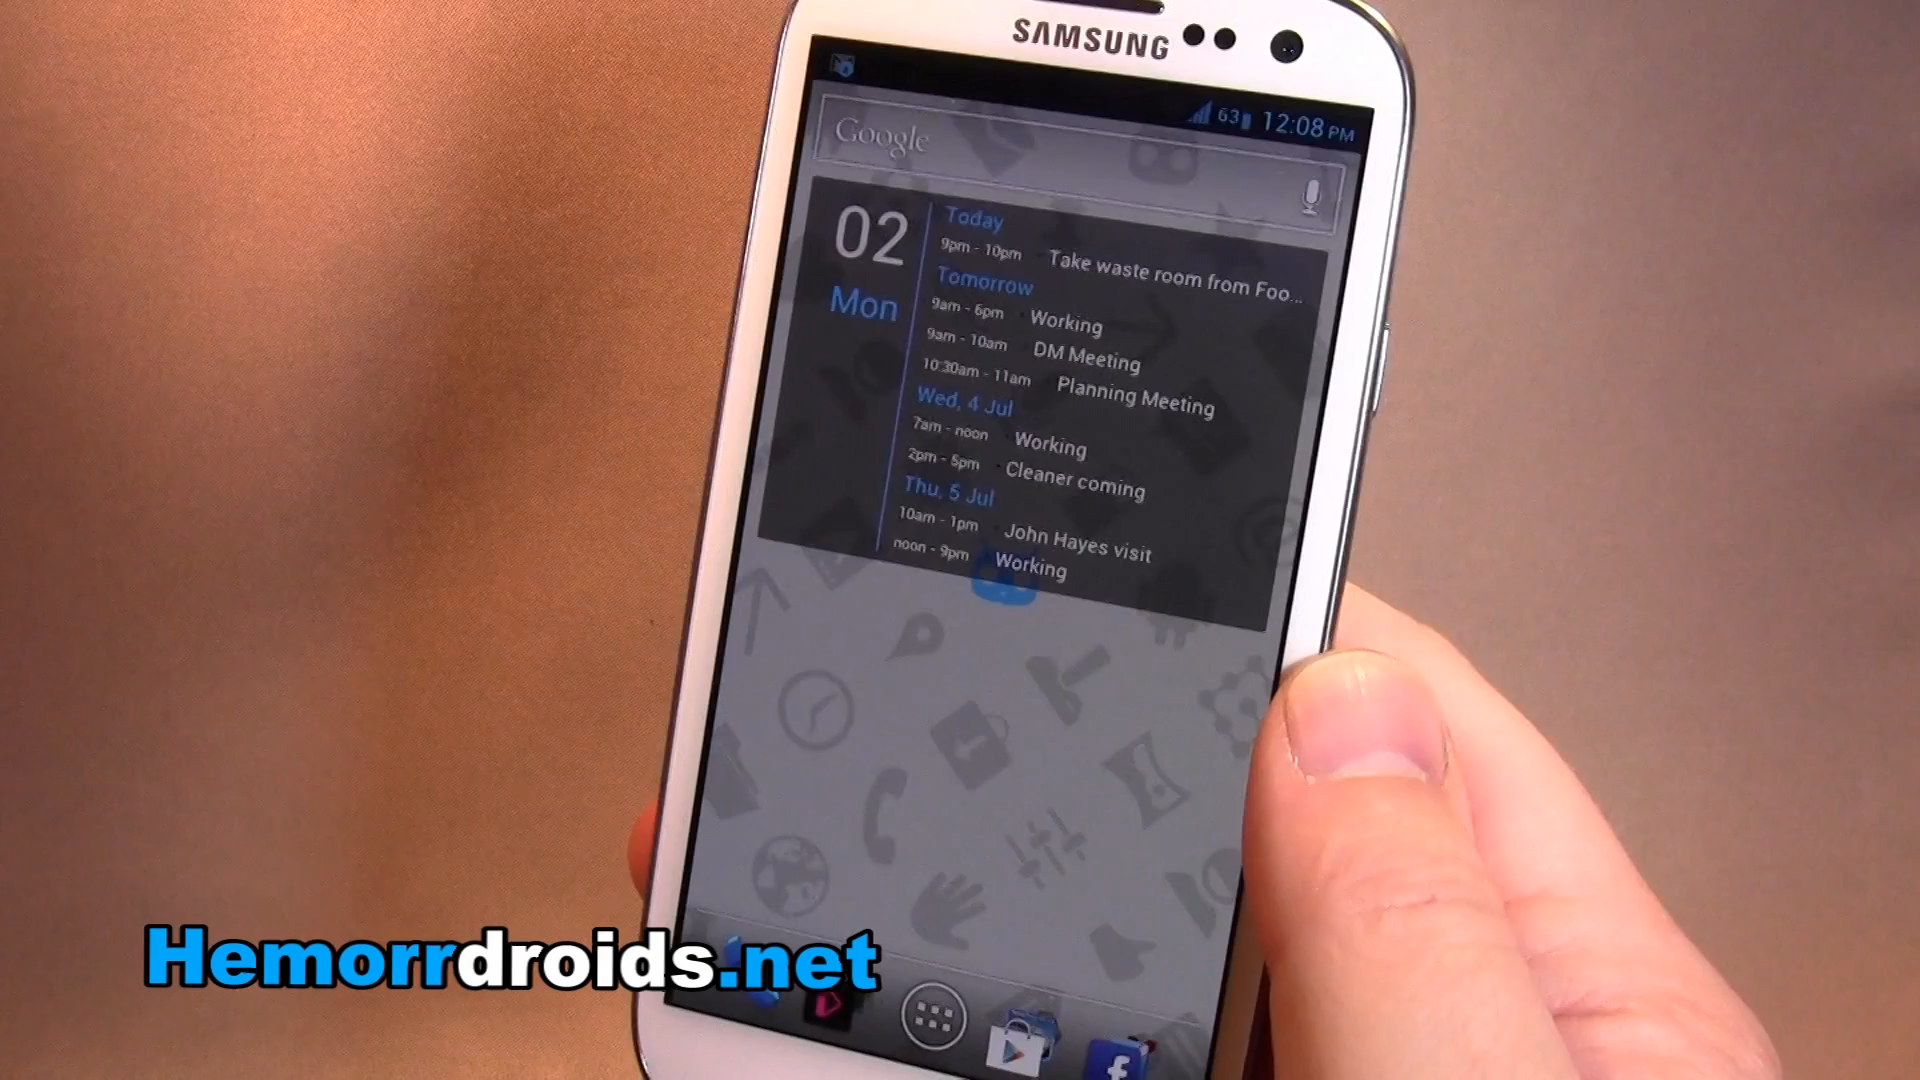 SAMSUNG
63 12:08 PM
Google
02
Mon
Today
9pm - 10pm Take waste room from Foo...
Tomorrow
9am - 6pm Working
9am - 10am DM Meeting
10:30am - 11am Planning Meeting
Wed, 4 Jul
7am - noon Working
2pm - 5pm Cleaner coming
Thu, 5 Jul
10am - 1pm John Hayes visit
noon - 9pm Working
Hemorrdroids.net